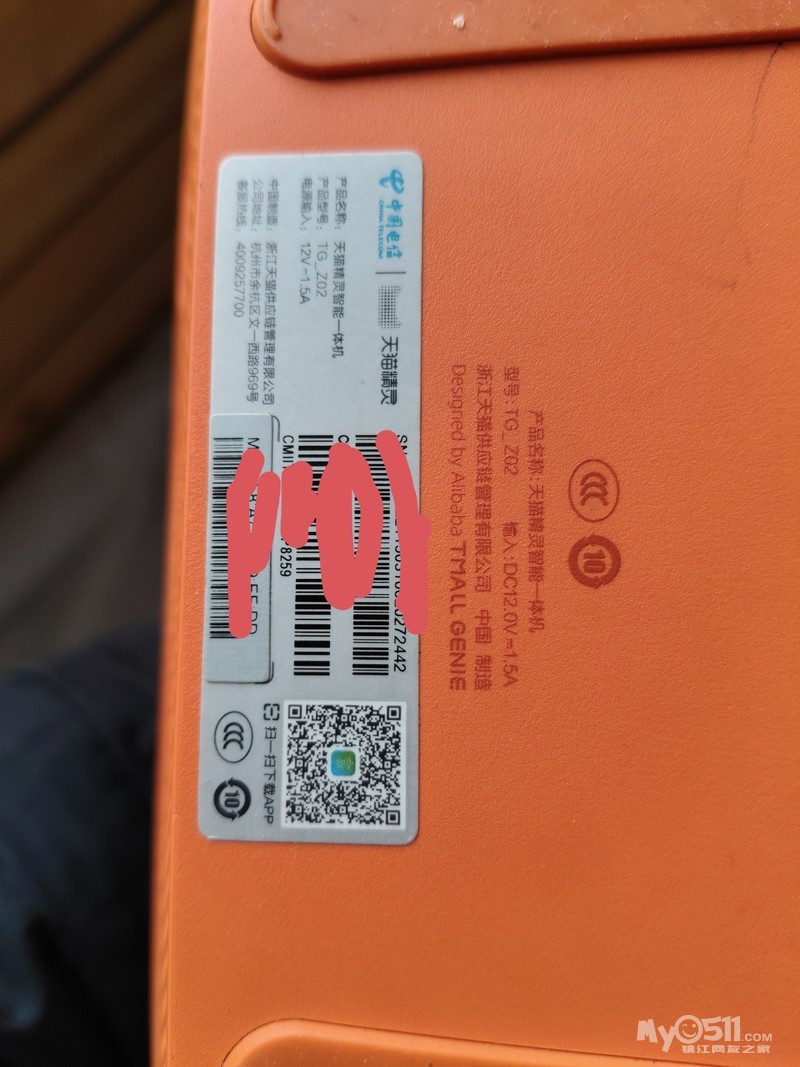 中国电信
CHINA TELECOM
天猫精灵
产品名称： 天猫精灵智能一体机
产品型号： TG_Z02
电源输入： 12V⎓1.5A
中国制造： 浙江天猫供应链管理有限公司
公司地址： 杭州市余杭区文一西路969号
客服热线： 4009257700
SN
0272442
CMII
8259
扫一扫下载APP
10
10
产品名称：天猫精灵智能一体机
型号：TG_Z02 输入：DC12.0V⎓1.5A
浙江天猫供应链管理有限公司 中国 制造
Designed by Alibaba TMALL GENIE
My0511.COM
镇江网友之家